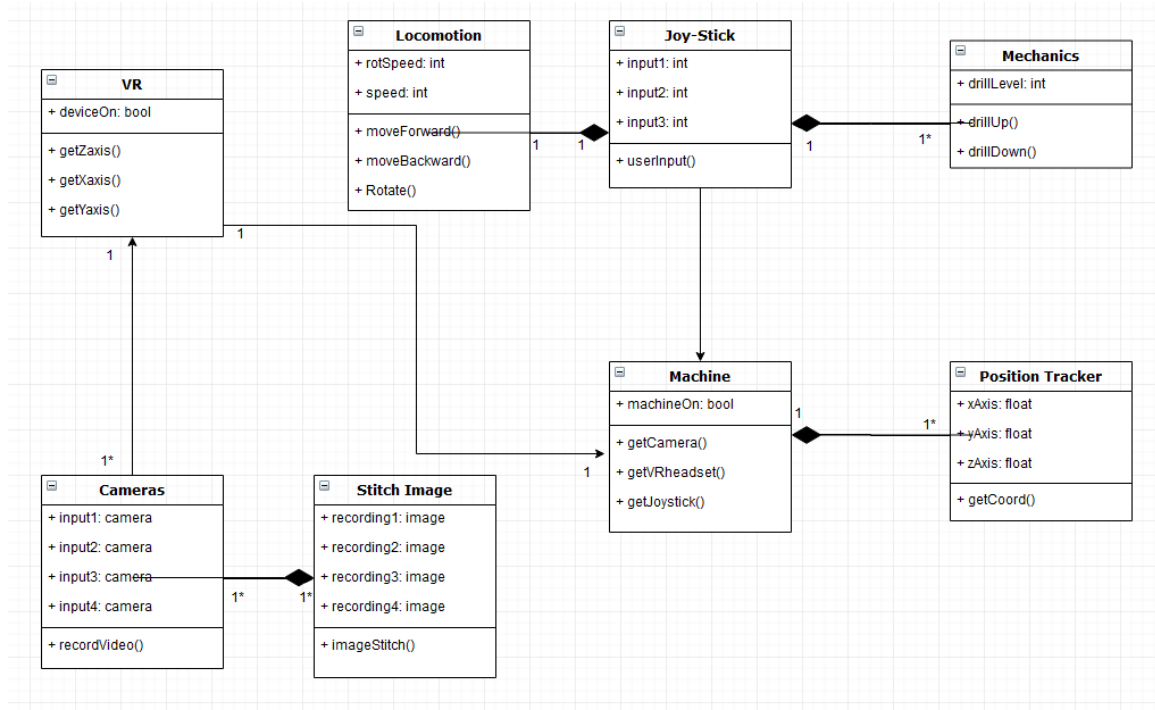 VR
+ deviceOn: bool
+ getZaxis()
+ getXaxis()
+ getYaxis()
Locomotion
+ rotSpeed: int
+ speed: int
+ moveForward()
+ moveBackward()
+ Rotate()
Joy-Stick
+ input1: int
+ input2: int
+ input3: int
+ userInput()
Mechanics
+ drillLevel: int
+ drillUp()
+ drillDown()
1
1
1
1*
1
1
Machine
+ machineOn: bool
+ getCamera()
+ getVRheadset()
+ getJoystick()
Position Tracker
+ xAxis: float
+ yAxis: float
+ zAxis: float
+ getCoord()
1
1*
1
1*
Cameras
+ input1: camera
+ input2: camera
+ input3: camera
+ input4: camera
+ recordVideo()
Stitch Image
+ recording1: image
+ recording2: image
+ recording3: image
+ recording4: image
+ imageStitch()
1*
1*